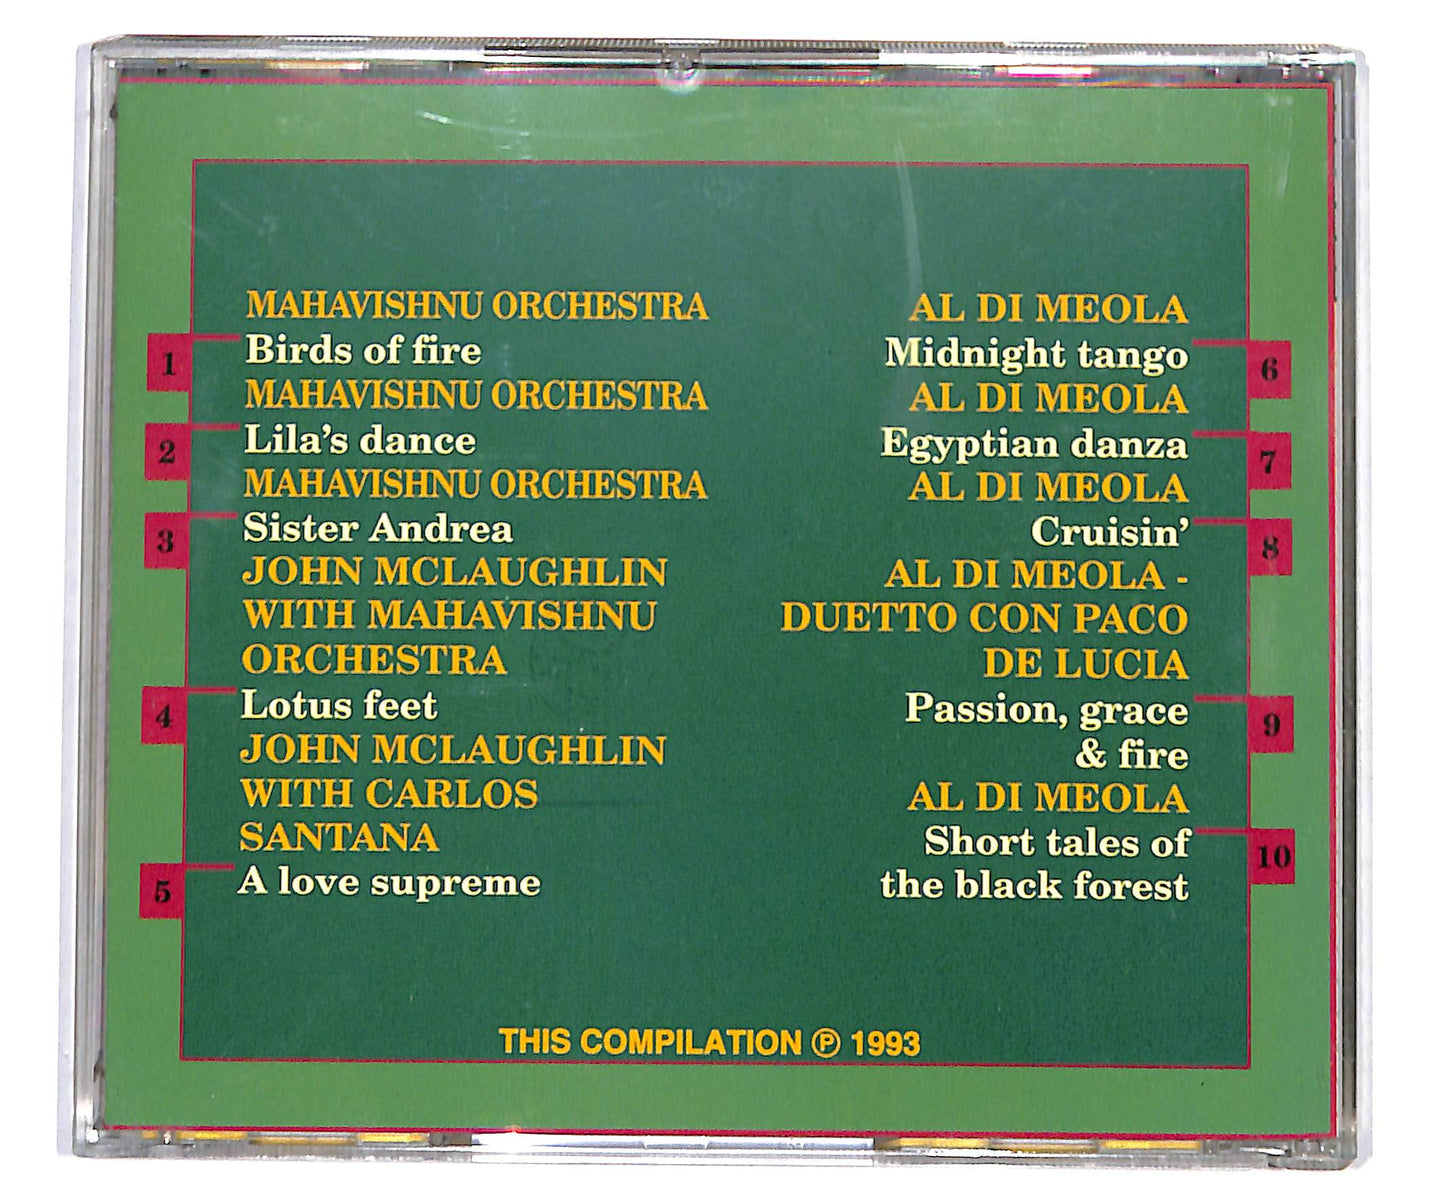 MAHAVISHNU ORCHESTRA
1 Birds of fire
MAHAVISHNU ORCHESTRA
2 Lila's dance
MAHAVISHNU ORCHESTRA
3 Sister Andrea
JOHN MCLAUGHLIN
WITH MAHAVISHNU
ORCHESTRA
4 Lotus feet
JOHN MCLAUGHLIN
WITH CARLOS
SANTANA
5 A love supreme
AL DI MEOLA
Midnight tango 6
AL DI MEOLA
Egyptian danza 7
AL DI MEOLA
Cruisin' 8
AL DI MEOLA -
DUETTO CON PACO
DE LUCIA
Passion, grace 9
& fire
AL DI MEOLA
Short tales of 10
the black forest
THIS COMPILATION ℗ 1993